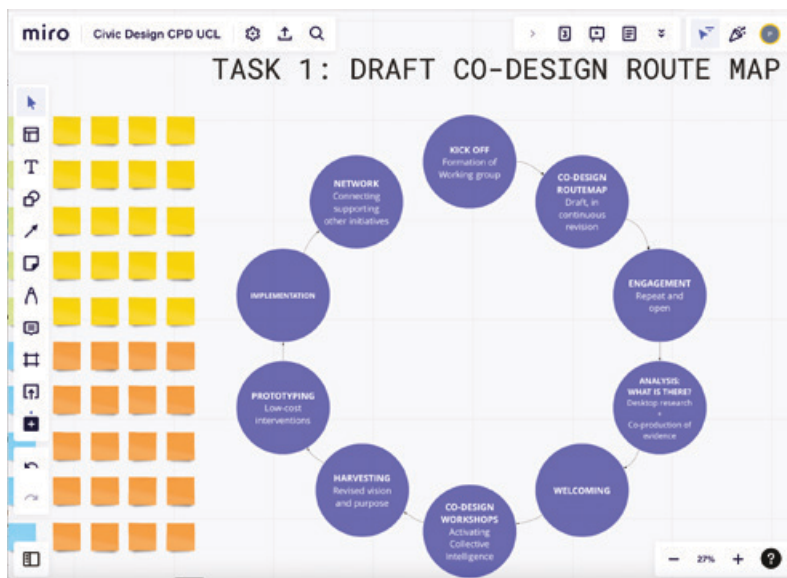 miro
Civic Design CPD UCL
TASK 1: DRAFT CO-DESIGN ROUTE MAP
KICK OFF
Formation of
Working group
CO-DESIGN
ROUTEMAP
Draft, in
continuous
revision
ENGAGEMENT
Repeat and
open
ANALYSIS:
WHAT IS THERE?
Desktop research
+
Co-production of
evidence
WELCOMING
CO-DESIGN
WORKSHOPS
Activating
Collective
Intelligence
HARVESTING
Revised vision
and purpose
PROTOTYPING
Low-cost
interventions
IMPLEMENTATION
NETWORK
Connecting
supporting
other initiatives
27%